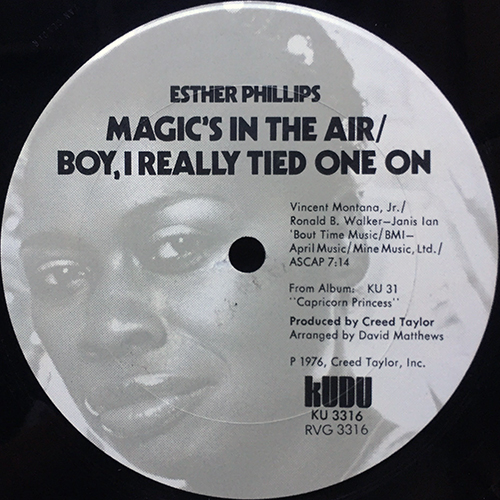 ESTHER PHILLIPS
MAGIC'S IN THE AIR/
BOY, I REALLY TIED ONE ON
Vincent Montana, Jr./
Ronald B. Walker—Janis Ian
'Bout Time Music/BMI—
April Music/Mine Music, Ltd./
ASCAP 7:14
From Album: KU 31
"Capricorn Princess"
Produced by Creed Taylor
Arranged by David Matthews
P 1976, Creed Taylor, Inc.
KUDU
KU 3316
RVG 3316